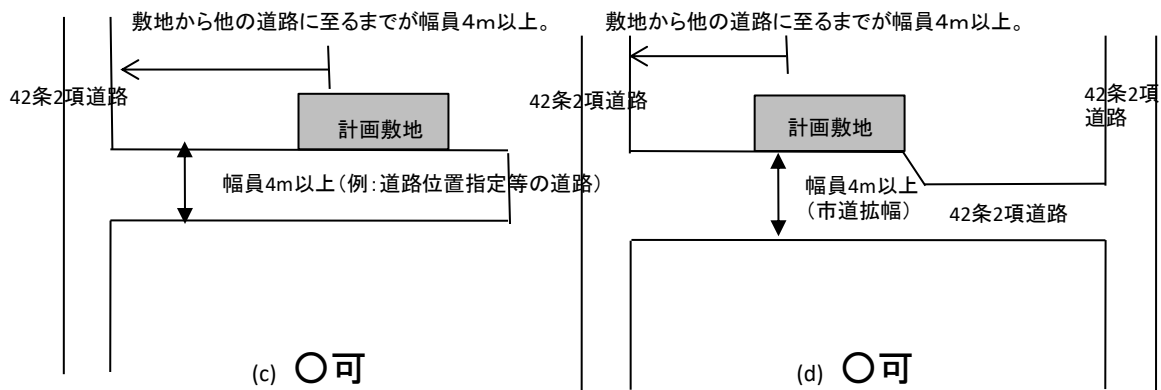 敷地から他の道路に至るまでが幅員4m以上。
42条2項道路
計画敷地
幅員4m以上(例:道路位置指定等の道路)
(c) 〇可
敷地から他の道路に至るまでが幅員4m以上。
42条2項道路
計画敷地
42条2項
道路
幅員4m以上
(市道拡幅)
42条2項道路
(d) 〇可